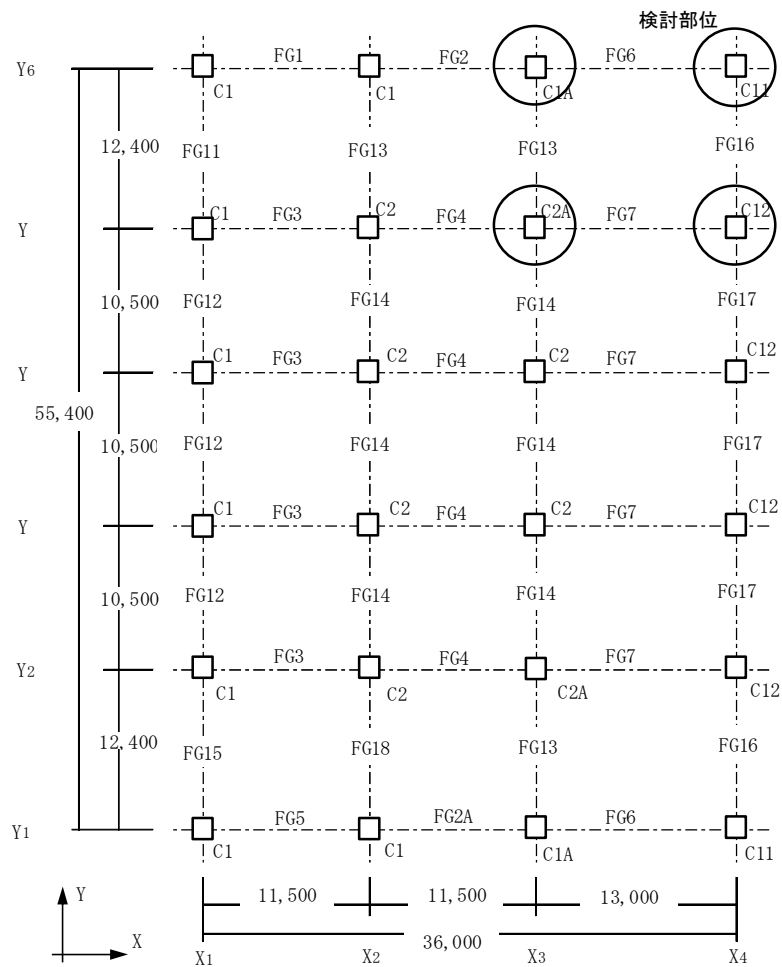 検討部位
Y6 FG1 FG2 FG6
C1 C1 C1A C11
12,400 FG11 FG13 FG13 FG16
C1 C2 C2A C12
Y FG3 FG4 FG7
10,500 FG12 FG14 FG14 FG17
C1 C2 C2 C12
Y FG3 FG4 FG7
55,400
10,500 FG12 FG14 FG14 FG17
C1 C2 C2 C12
Y FG3 FG4 FG7
10,500 FG12 FG14 FG14 FG17
Y2 FG3 FG4 FG7
C1 C2 C2A C12
12,400 FG15 FG18 FG13 FG16
Y1 FG5 FG2A FG6
C1 C1 C1A C11
Y
11,500 11,500 13,000
X 36,000
X1 X2 X3 X4